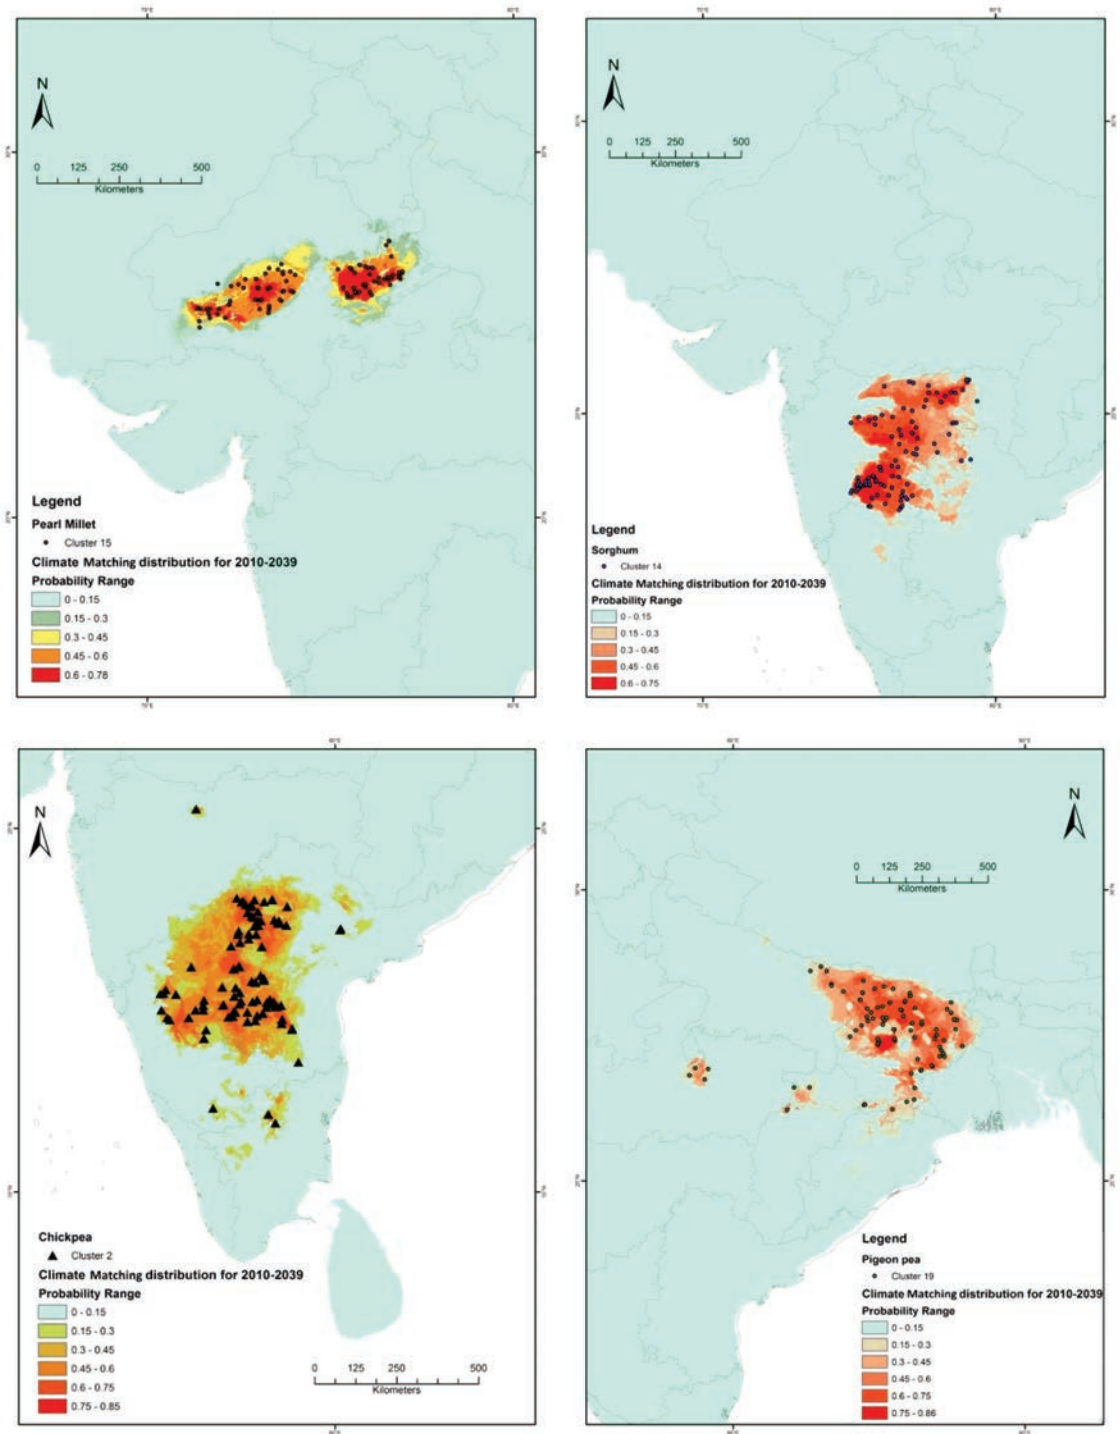 N
0 125 250 500
Kilometers
Legend
Pearl Millet
Cluster 15
Climate Matching distribution for 2010-2039
Probability Range
0 - 0.15
0.15 - 0.3
0.3 - 0.45
0.45 - 0.6
0.6 - 0.78
N
0 125 250 500
Kilometers
Legend
Sorghum
Cluster 14
Climate Matching distribution for 2010-2039
Probability Range
0 - 0.15
0.15 - 0.3
0.3 - 0.45
0.45 - 0.6
0.6 - 0.75
N
Chickpea
Cluster 2
Climate Matching distribution for 2010-2039
Probability Range
0 - 0.15
0.15 - 0.3
0.3 - 0.45
0.45 - 0.6
0.6 - 0.75
0.75 - 0.85
0 125 250 500
Kilometers
N
0 125 250 500
Kilometers
Legend
Pigeon pea
Cluster 19
Climate Matching distribution for 2010-2039
Probability Range
0 - 0.15
0.15 - 0.3
0.3 - 0.45
0.45 - 0.6
0.6 - 0.75
0.75 - 0.86